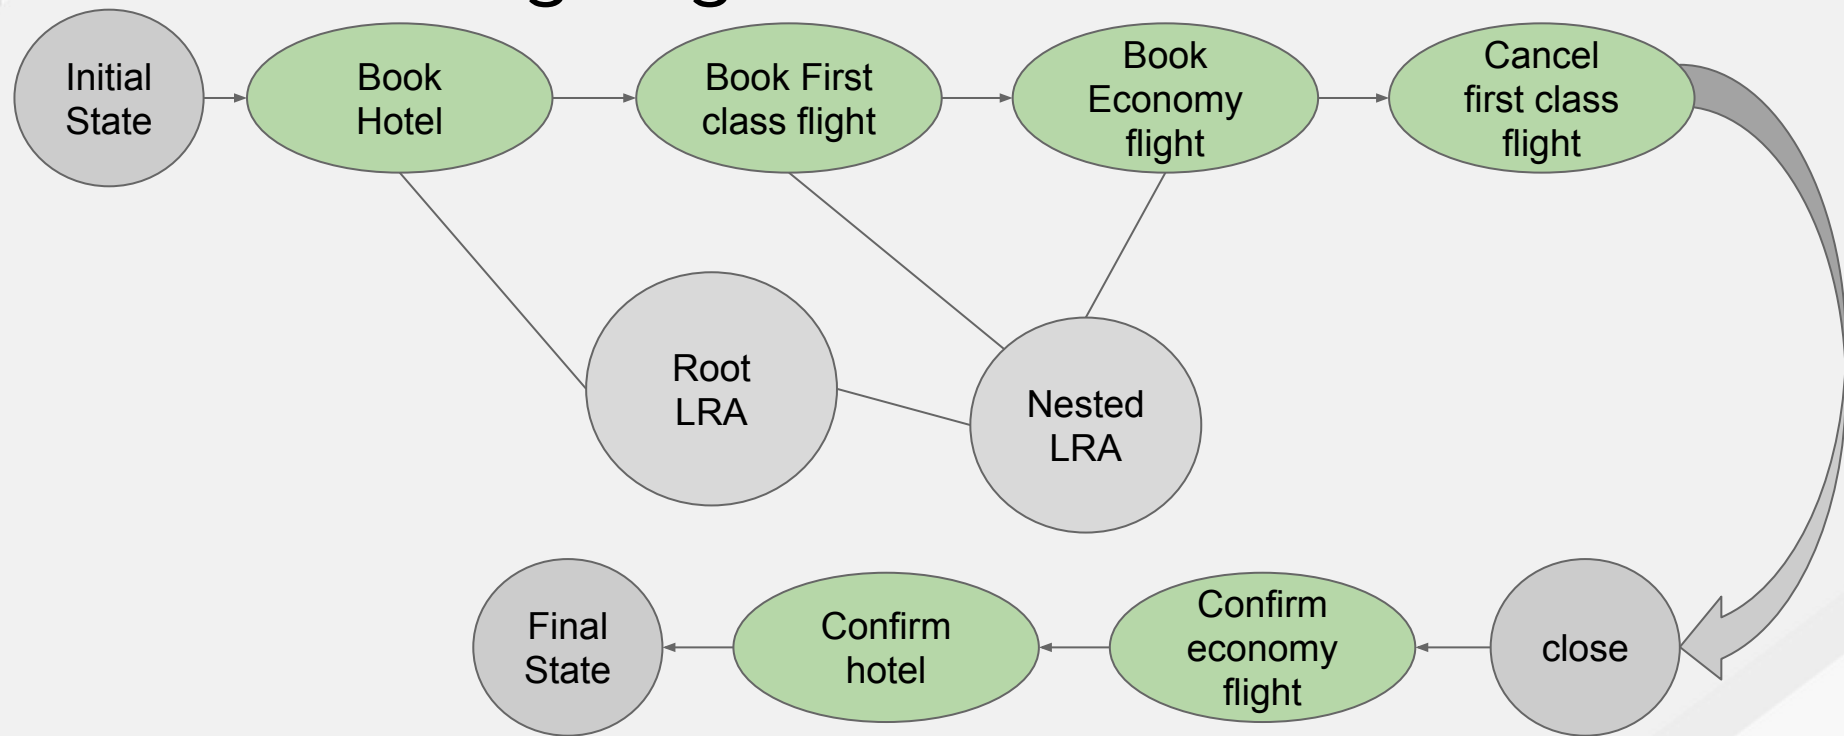 Initial
State
Book
Hotel
Book First
class flight
Book
Economy
flight
Cancel
first class
flight
Root
LRA
Nested
LRA
Final
State
Confirm
hotel
Confirm
economy
flight
close